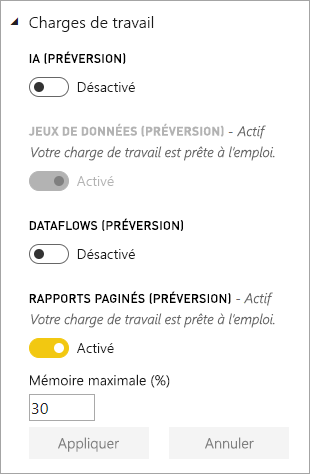 Charges de travail
IA (PRÉVERSION)
Désactivé
JEUX DE DONNÉES (PRÉVERSION) - Actif
Votre charge de travail est prête à l'emploi.
Activé
DATAFLOWS (PRÉVERSION)
Désactivé
RAPPORTS PAGINÉS (PRÉVERSION) - Actif
Votre charge de travail est prête à l'emploi.
Activé
Mémoire maximale (%)
30
Appliquer Annuler